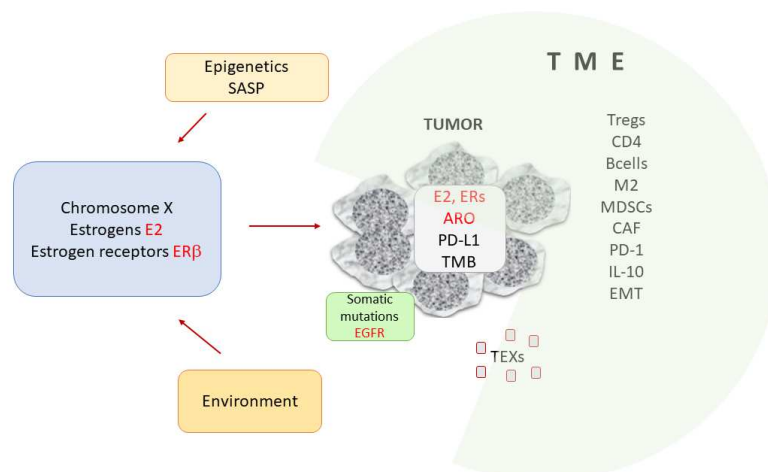 Epigenetics
SASP
Chromosome X
Estrogens E2
Estrogen receptors ERβ
Environment
TUMOR
E2, ERs
ARO
PD-L1
TMB
Somatic
mutations
EGFR
TEXs
T M E
Tregs
CD4
Bcells
M2
MDSCs
CAF
PD-1
IL-10
EMT